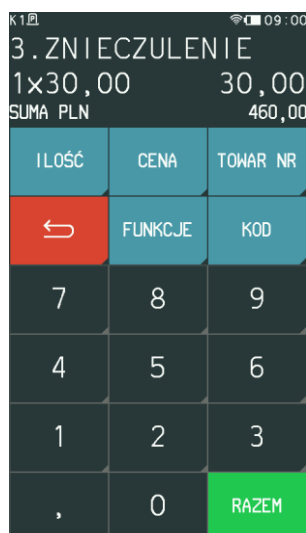 K1P 09:00
3.ZNIECZULENIE
1x30,00 30,00
SUMA PLN 460,00
ILOŚĆ CENA TOWAR NR
FUNKCJE KOD
7 8 9
4 5 6
1 2 3
, 0 RAZEM